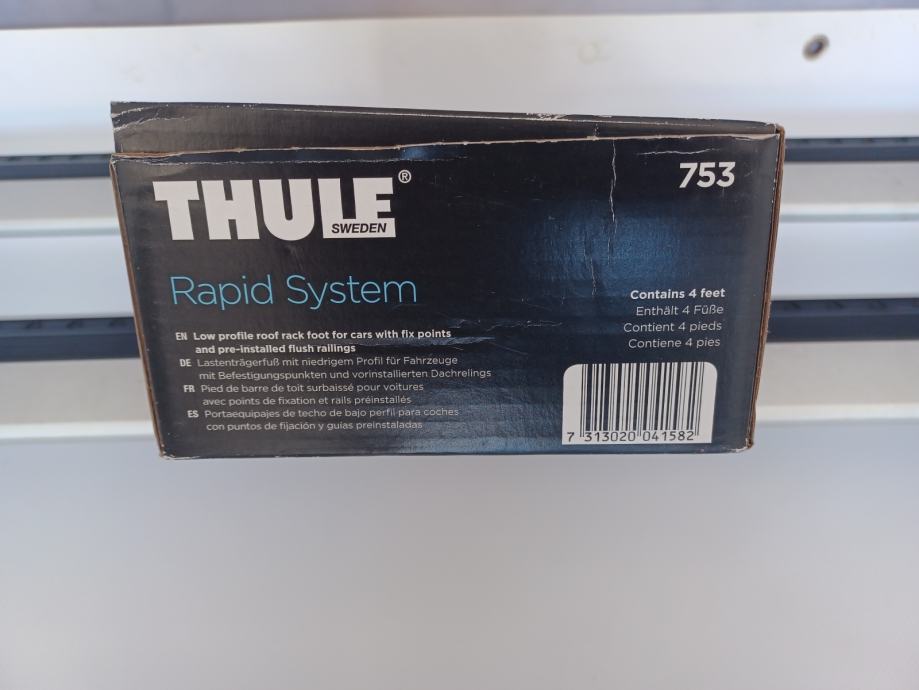 THULE®
SWEDEN
753
Rapid System
Contains 4 feet
Enthält 4 Füße
Contient 4 pieds
Contiene 4 pies
EN Low profile roof rack foot for cars with fix points
and pre-installed flush railings
DE Lastenträgerfuß mit niedrigem Profil für Fahrzeuge
mit Befestigungspunkten und vorinstallierten Dachrelings
FR Pied de barre de toit surbaissé pour voitures
avec points de fixation et rails préinstallés
ES Portaequipajes de techo de bajo perfil para coches
con puntos de fijación y guías preinstaladas
7 313020 041582